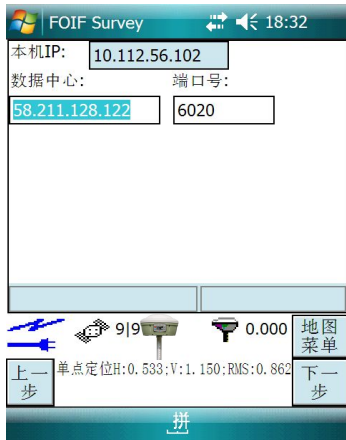 FOIF Survey 18:32
本机IP: 10.112.56.102
数据中心: 端口号:
58.211.128.122 6020
9|9 0.000 地图菜单
上一步 单点定位H:0.533;V:1.150;RMS:0.862 下一步
拼